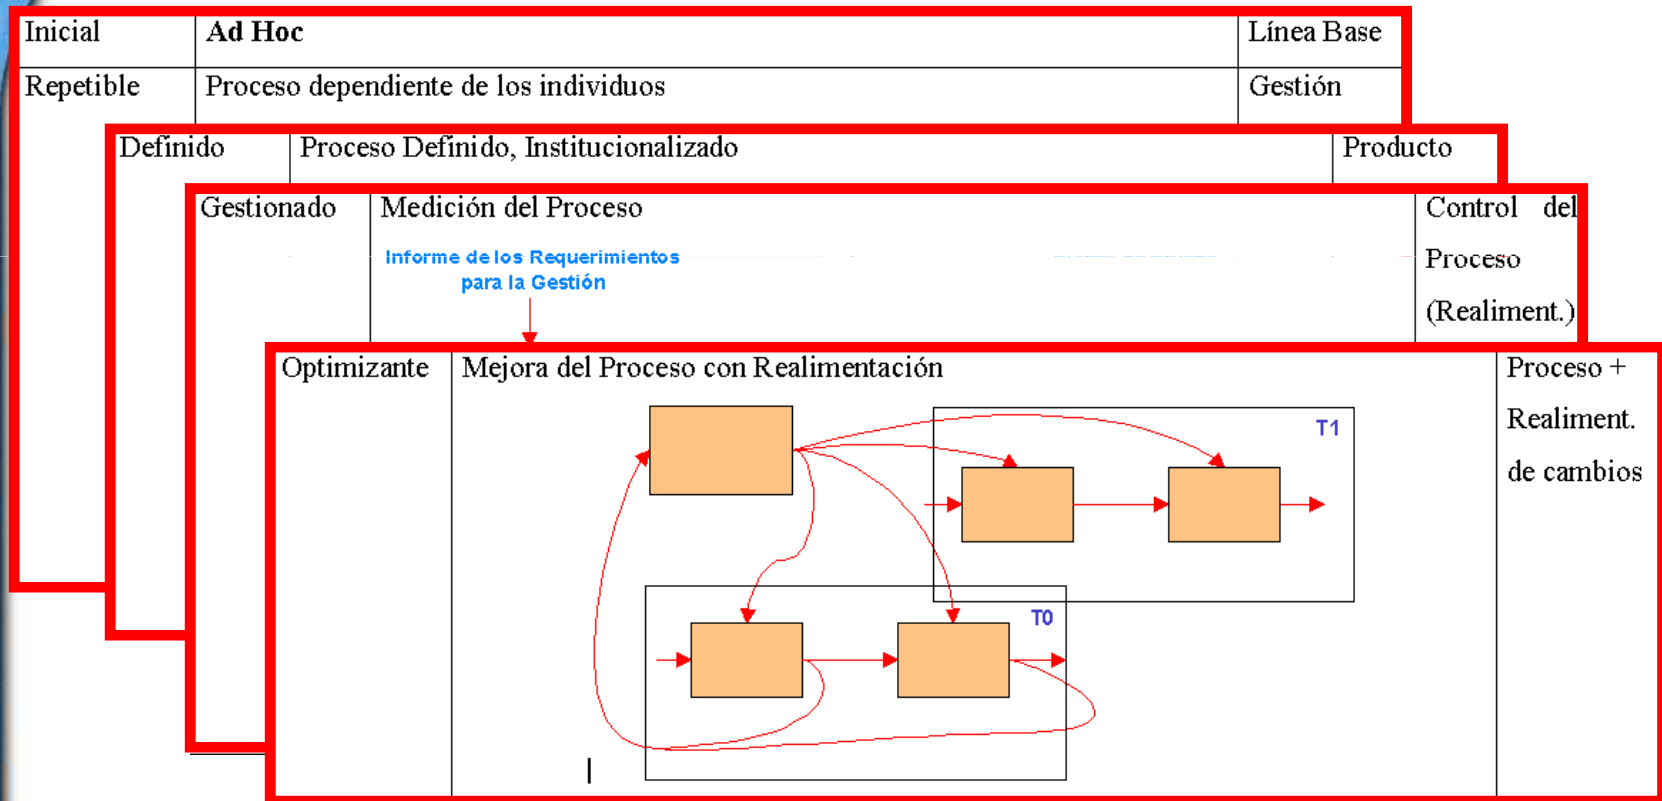 Inicial Ad Hoc Línea Base
Repetible Proceso dependiente de los individuos Gestión
Definido Proceso Definido, Institucionalizado Producto
Gestionado Medición del Proceso Control del
Informe de los Requerimientos Proceso
para la Gestión
(Realiment.)
Optimizante Mejora del Proceso con Realimentación Proceso +
T1 Realiment.
de cambios
T0